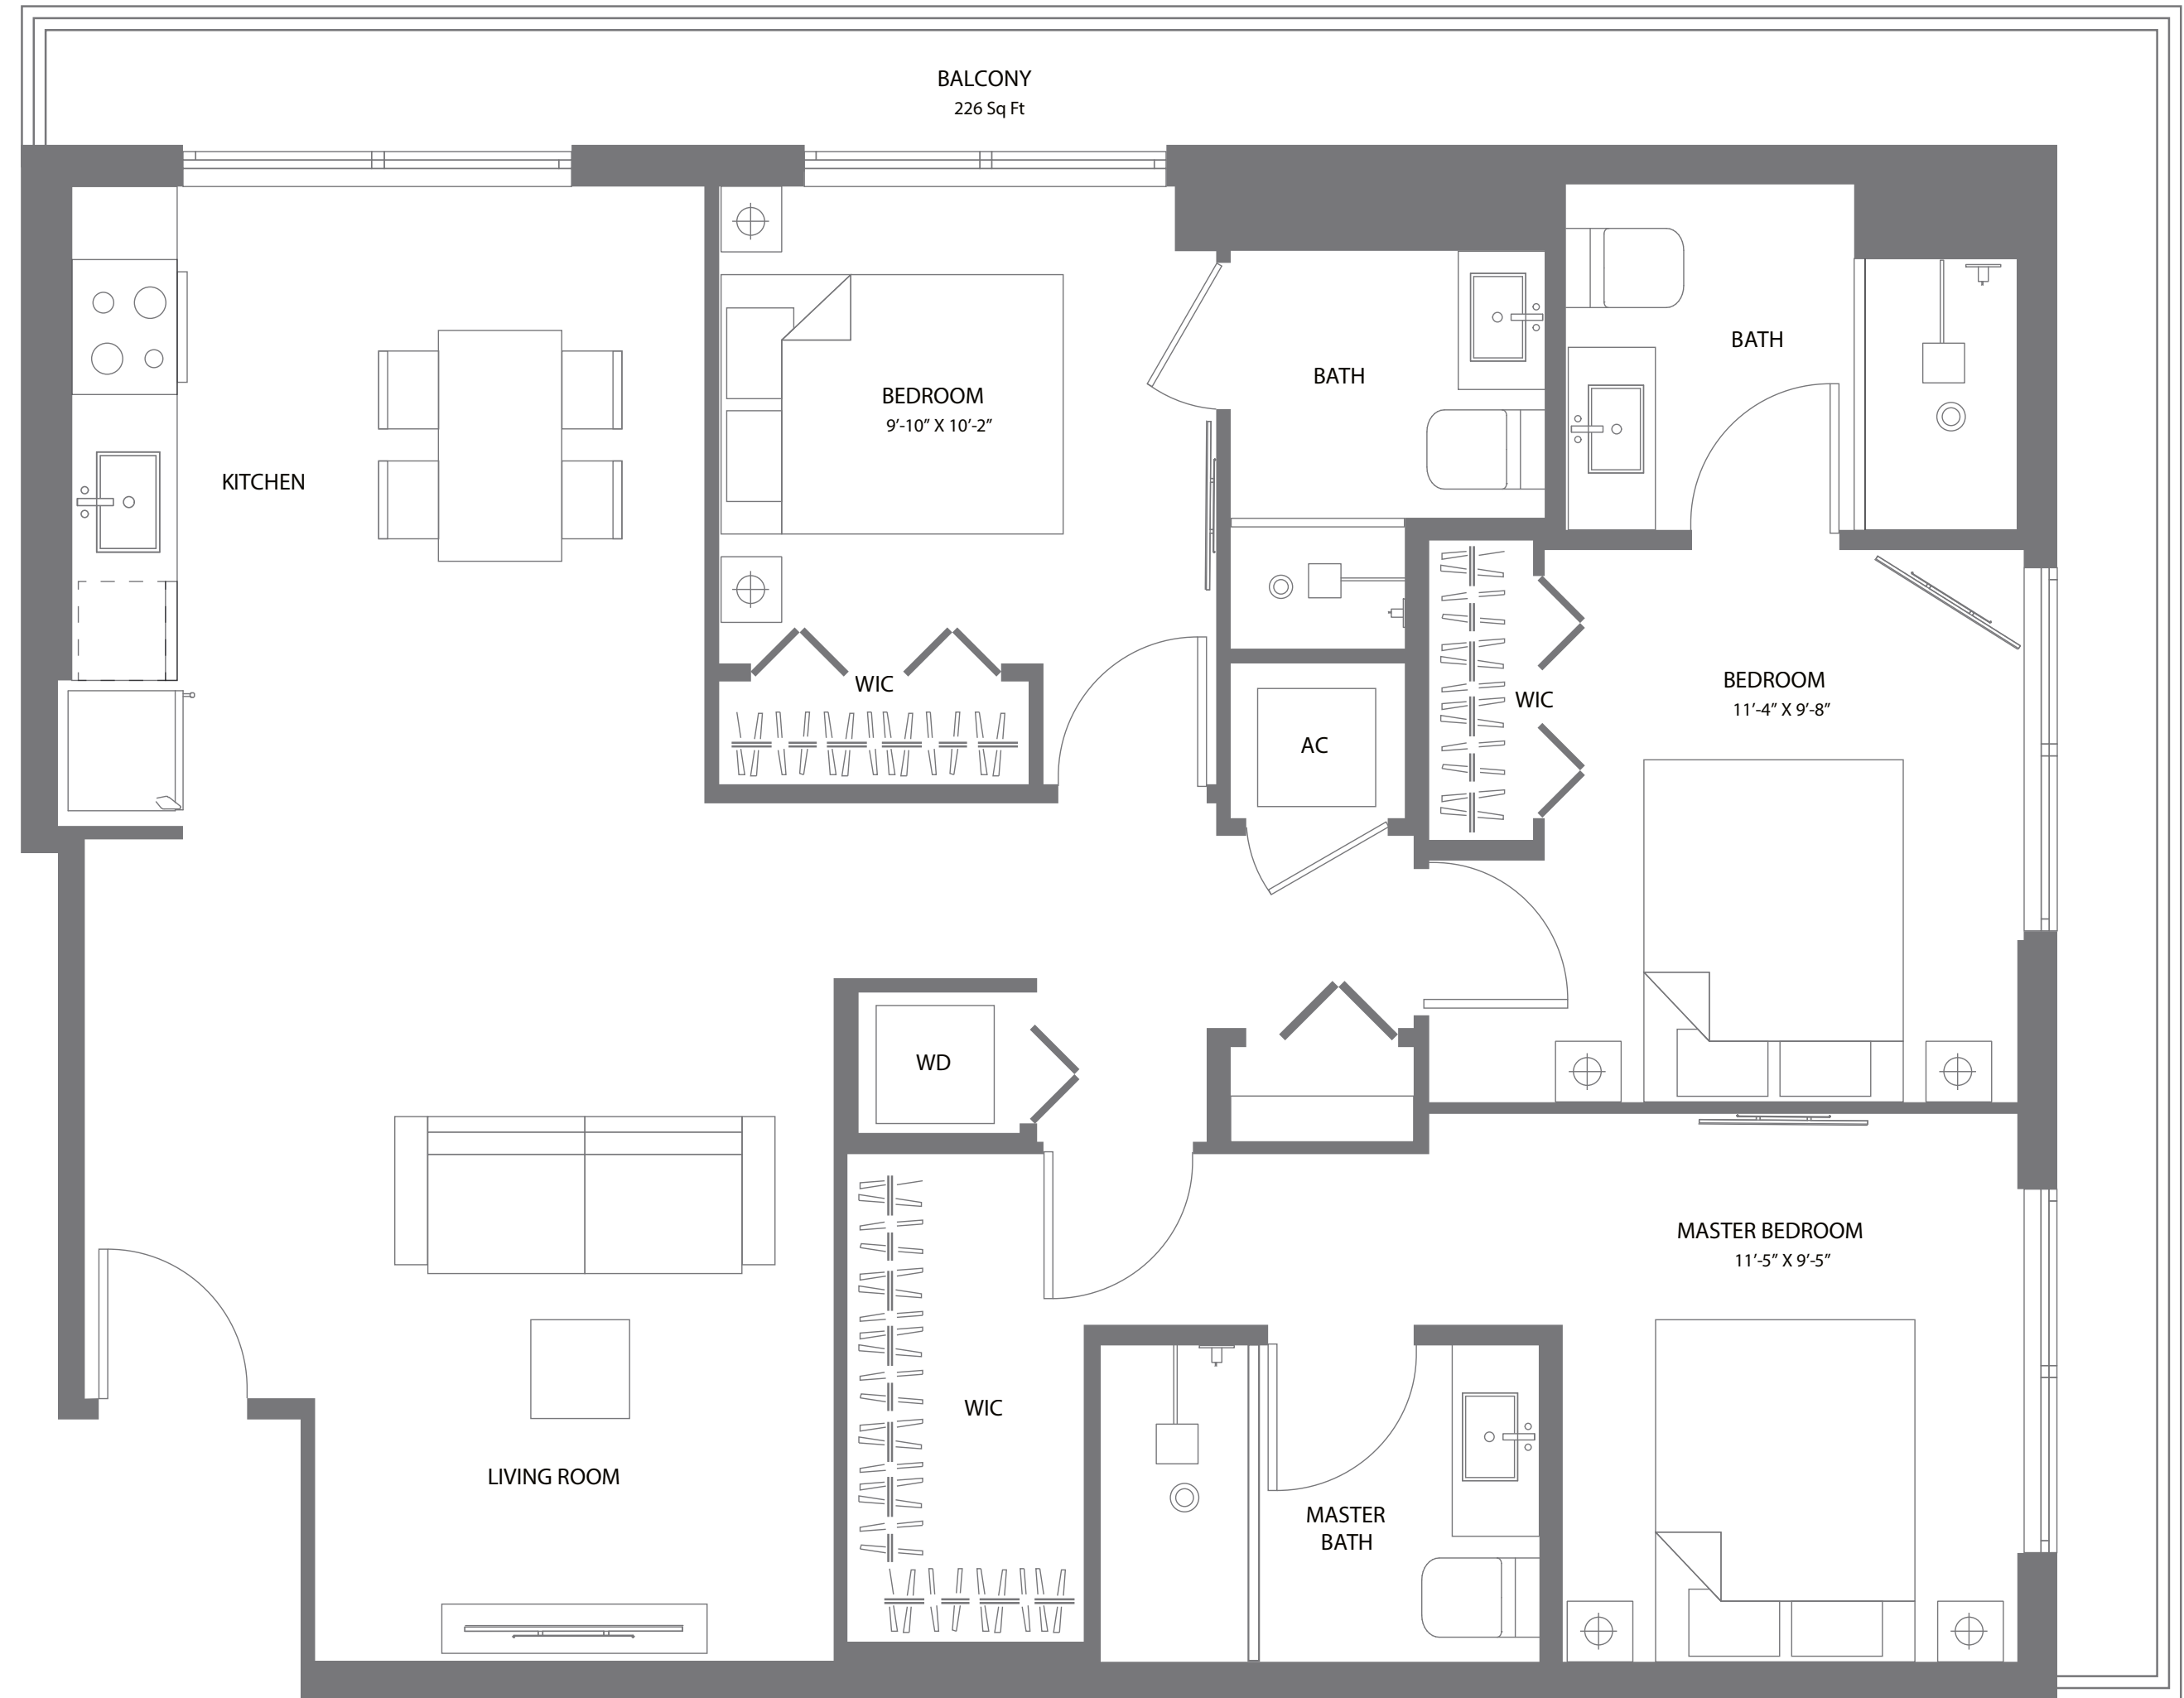 BALCONY
226 Sq Ft
BATH
BATH
BEDROOM
9’-10” X 10’-2”
KITCHEN
WIC
BEDROOM
11’-4” X 9’-8”
WIC
AC
WD
MASTER BEDROOM
11’-5” X 9’-5”
WIC
LIVING ROOM
MASTER
BATH